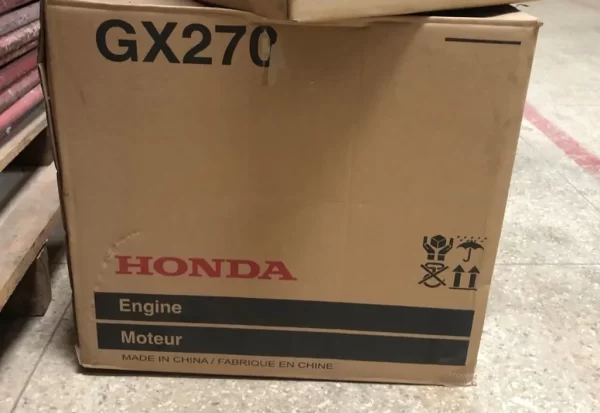 GX270
HONDA
Engine
Moteur
MADE IN CHINA / FABRIQUE EN CHINE